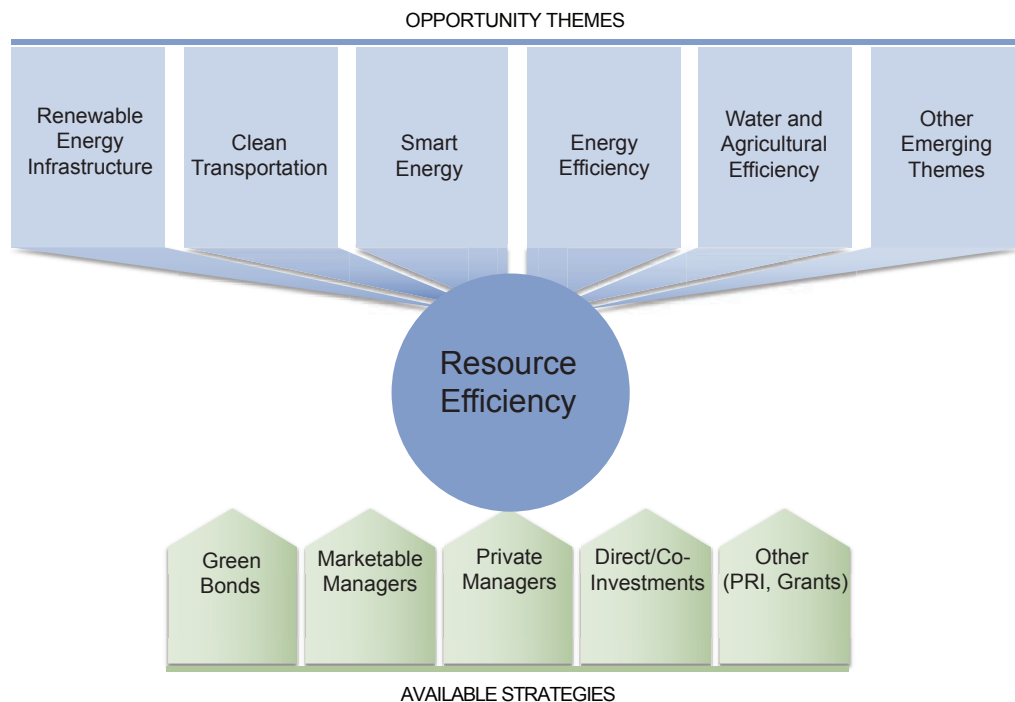 OPPORTUNITY THEMES
Renewable
Energy
Infrastructure
Clean
Transportation
Smart
Energy
Energy
Efficiency
Water and
Agricultural
Efficiency
Other
Emerging
Themes
Resource
Efficiency
Green
Bonds
Marketable
Managers
Private
Managers
Direct/Co-
Investments
Other
(PRI, Grants)
AVAILABLE STRATEGIES